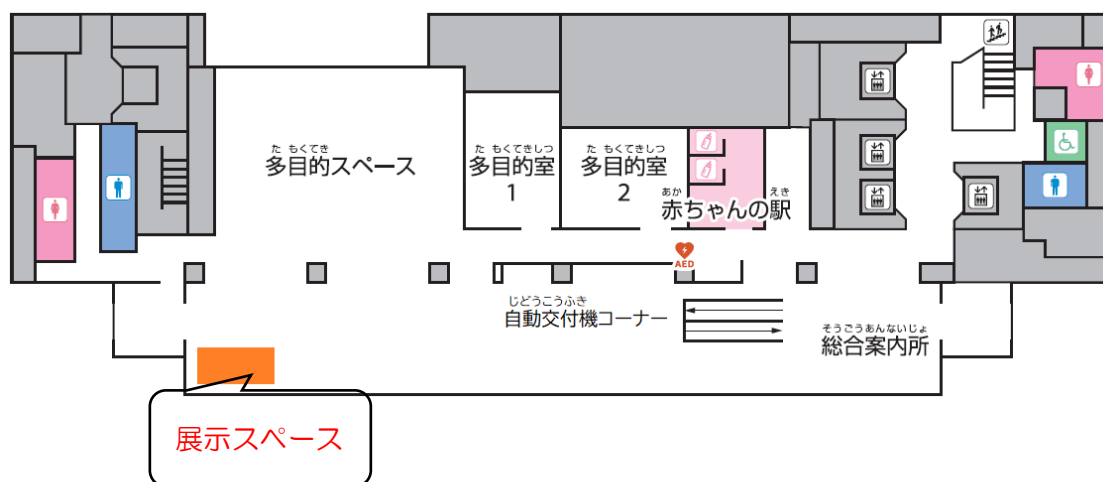 た もくてき
多目的スペース
た もくてきしつ
多目的室
1
た もくてきしつ
多目的室
2
あか えき
赤ちゃんの駅
AED
じどうこうふき
自動交付機コーナー
そうごうあんないじょ
総合案内所
展示スペース